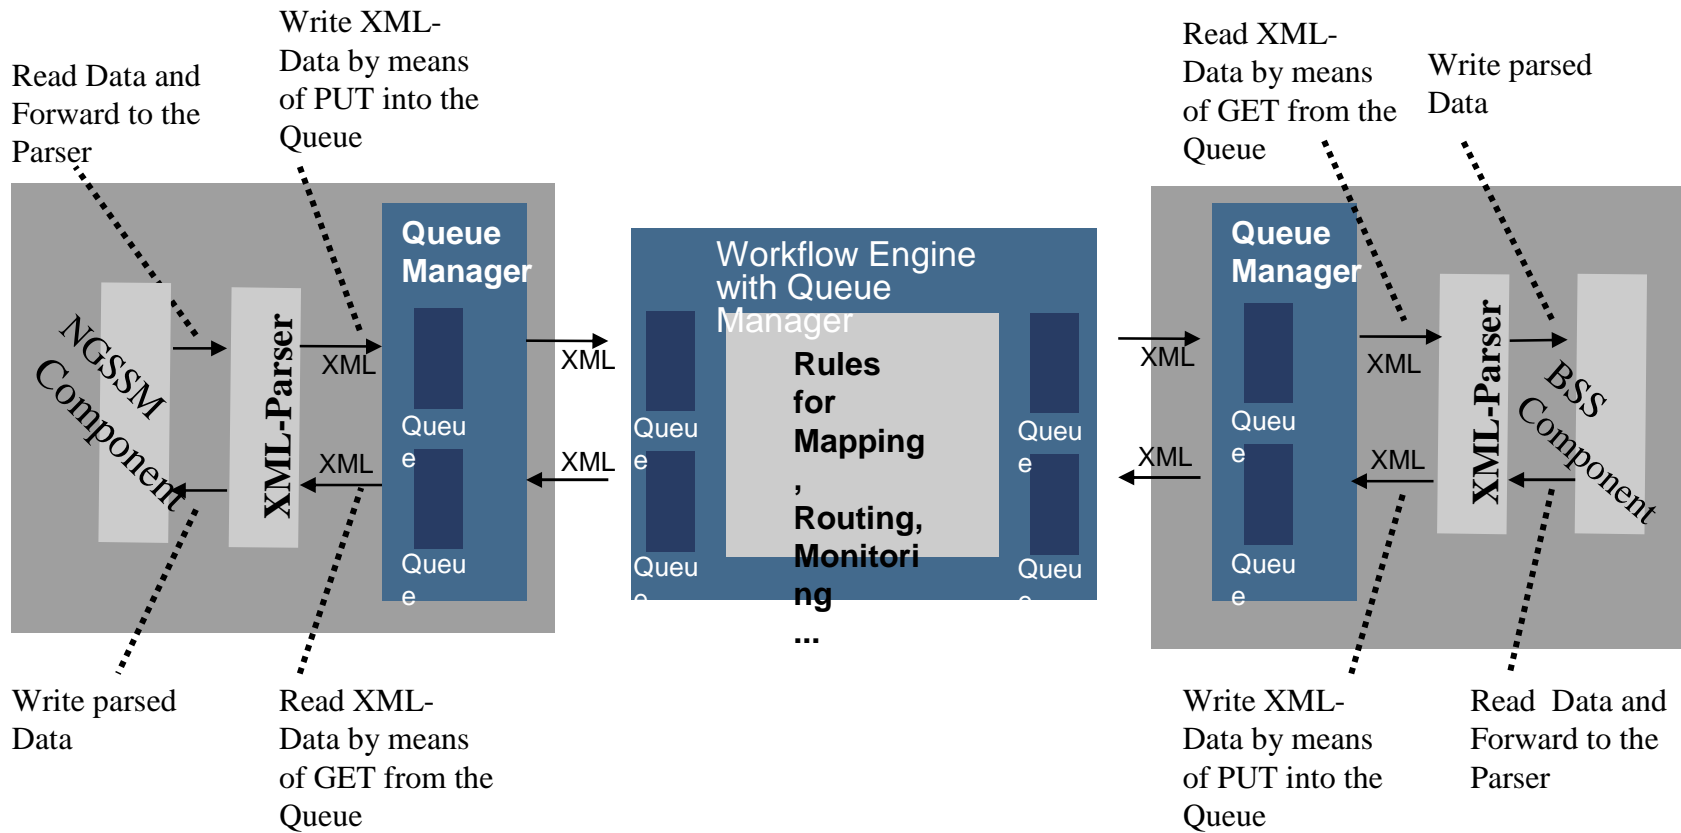 Read Data and
Forward to the
Parser
Write XML-
Data by means
of PUT into the
Queue
Read XML-
Data by means
of GET from the
Queue
Write parsed
Data
NGSSM
Component
XML-Parser
XML
XML
Queue
Manager
Queu
e
Queu
e
XML
XML
Workflow Engine
with Queue
Manager
Queu
e
Queu
e
Rules
for
Mapping
,
Routing,
Monitori
ng
...
Queu
e
Queu
e
XML
XML
Queue
Manager
Queu
e
Queu
e
XML
XML
XML-Parser
BSS
Component
Write parsed
Data
Read XML-
Data by means
of GET from the
Queue
Write XML-
Data by means
of PUT into the
Queue
Read  Data and
Forward to the
Parser